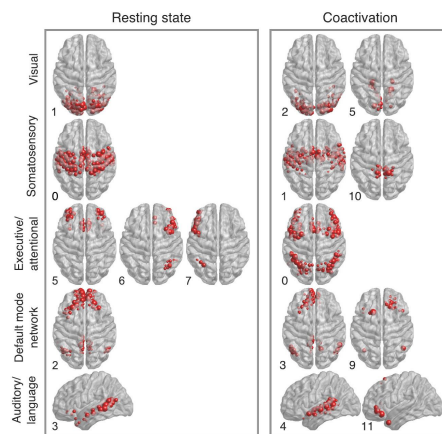 Resting state
Coactivation
Visual
1
2
5
Somatosensory
0
1
10
Executive/
attentional
5
6
7
0
Default mode
network
2
3
9
Auditory/
language
3
4
11